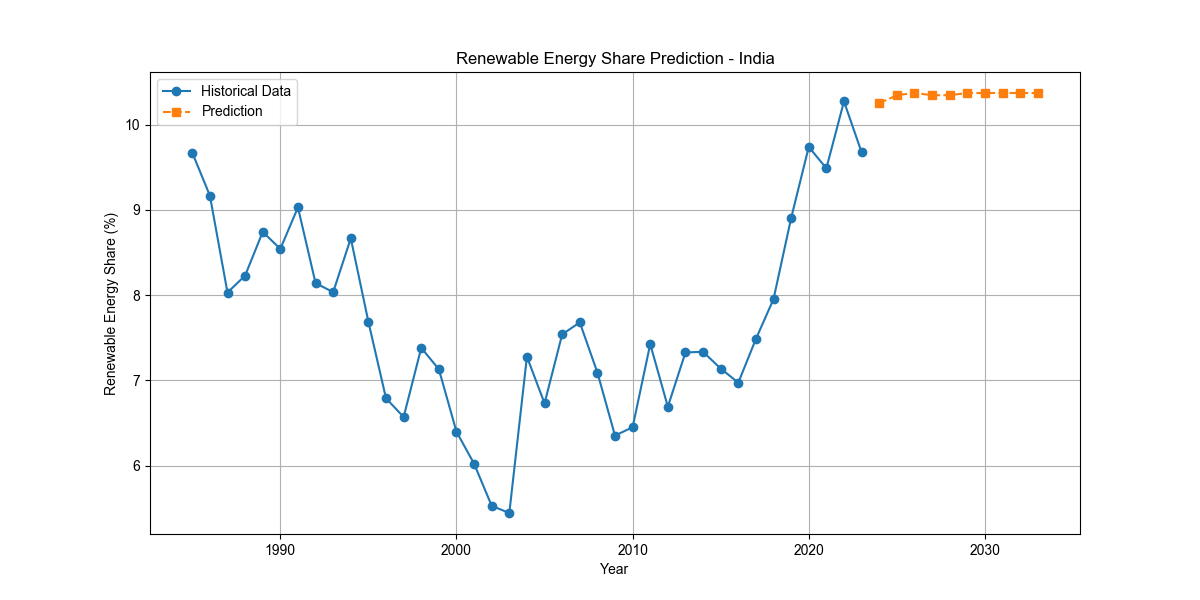 Renewable Energy Share Prediction - India
Historical Data
Prediction
Renewable Energy Share (%)
10
9
8
7
6
1990
2000
2010
2020
2030
Year